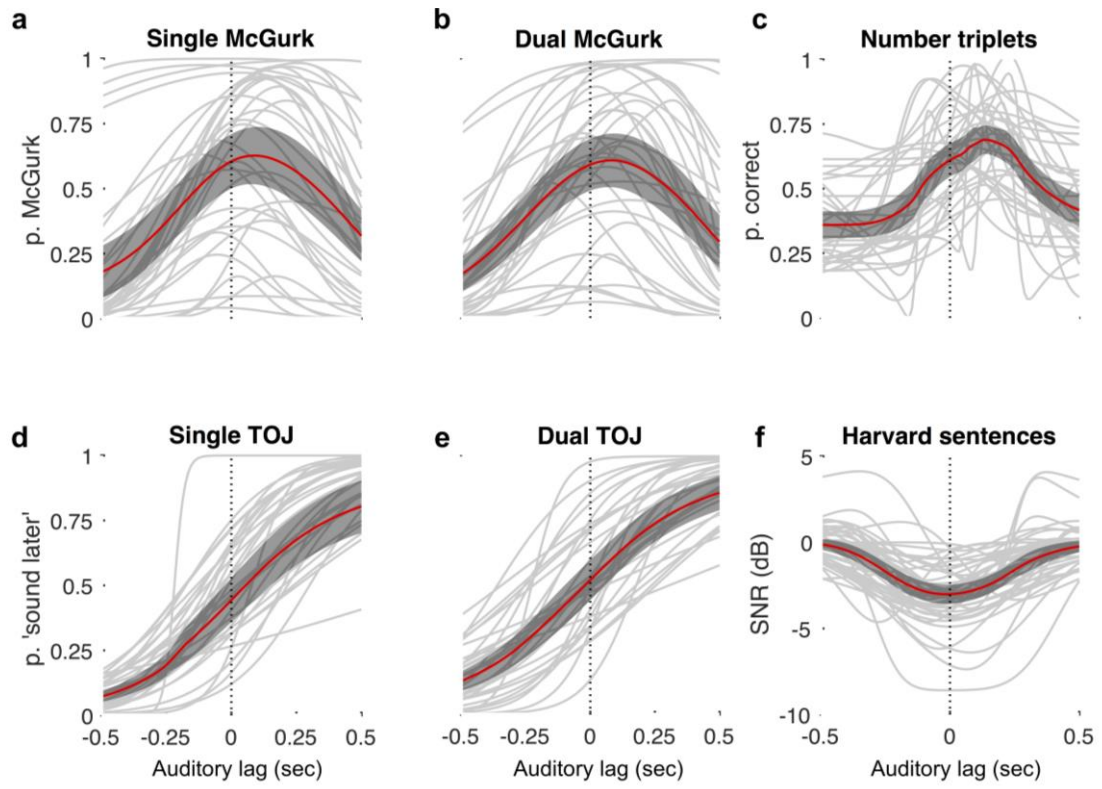 a
Single McGurk
1
0.75
0.5
0.25
0
p. McGurk
b
Dual McGurk
c
Number triplets
1
0.75
0.5
0.25
0
p. correct
d
Single TOJ
1
0.75
0.5
0.25
0
p. 'sound later'
-0.5 -0.25 0 0.25 0.5
Auditory lag (sec)
e
Dual TOJ
-0.5 -0.25 0 0.25 0.5
Auditory lag (sec)
f
Harvard sentences
5
0
-5
-10
SNR (dB)
-0.5 0 0.5
Auditory lag (sec)